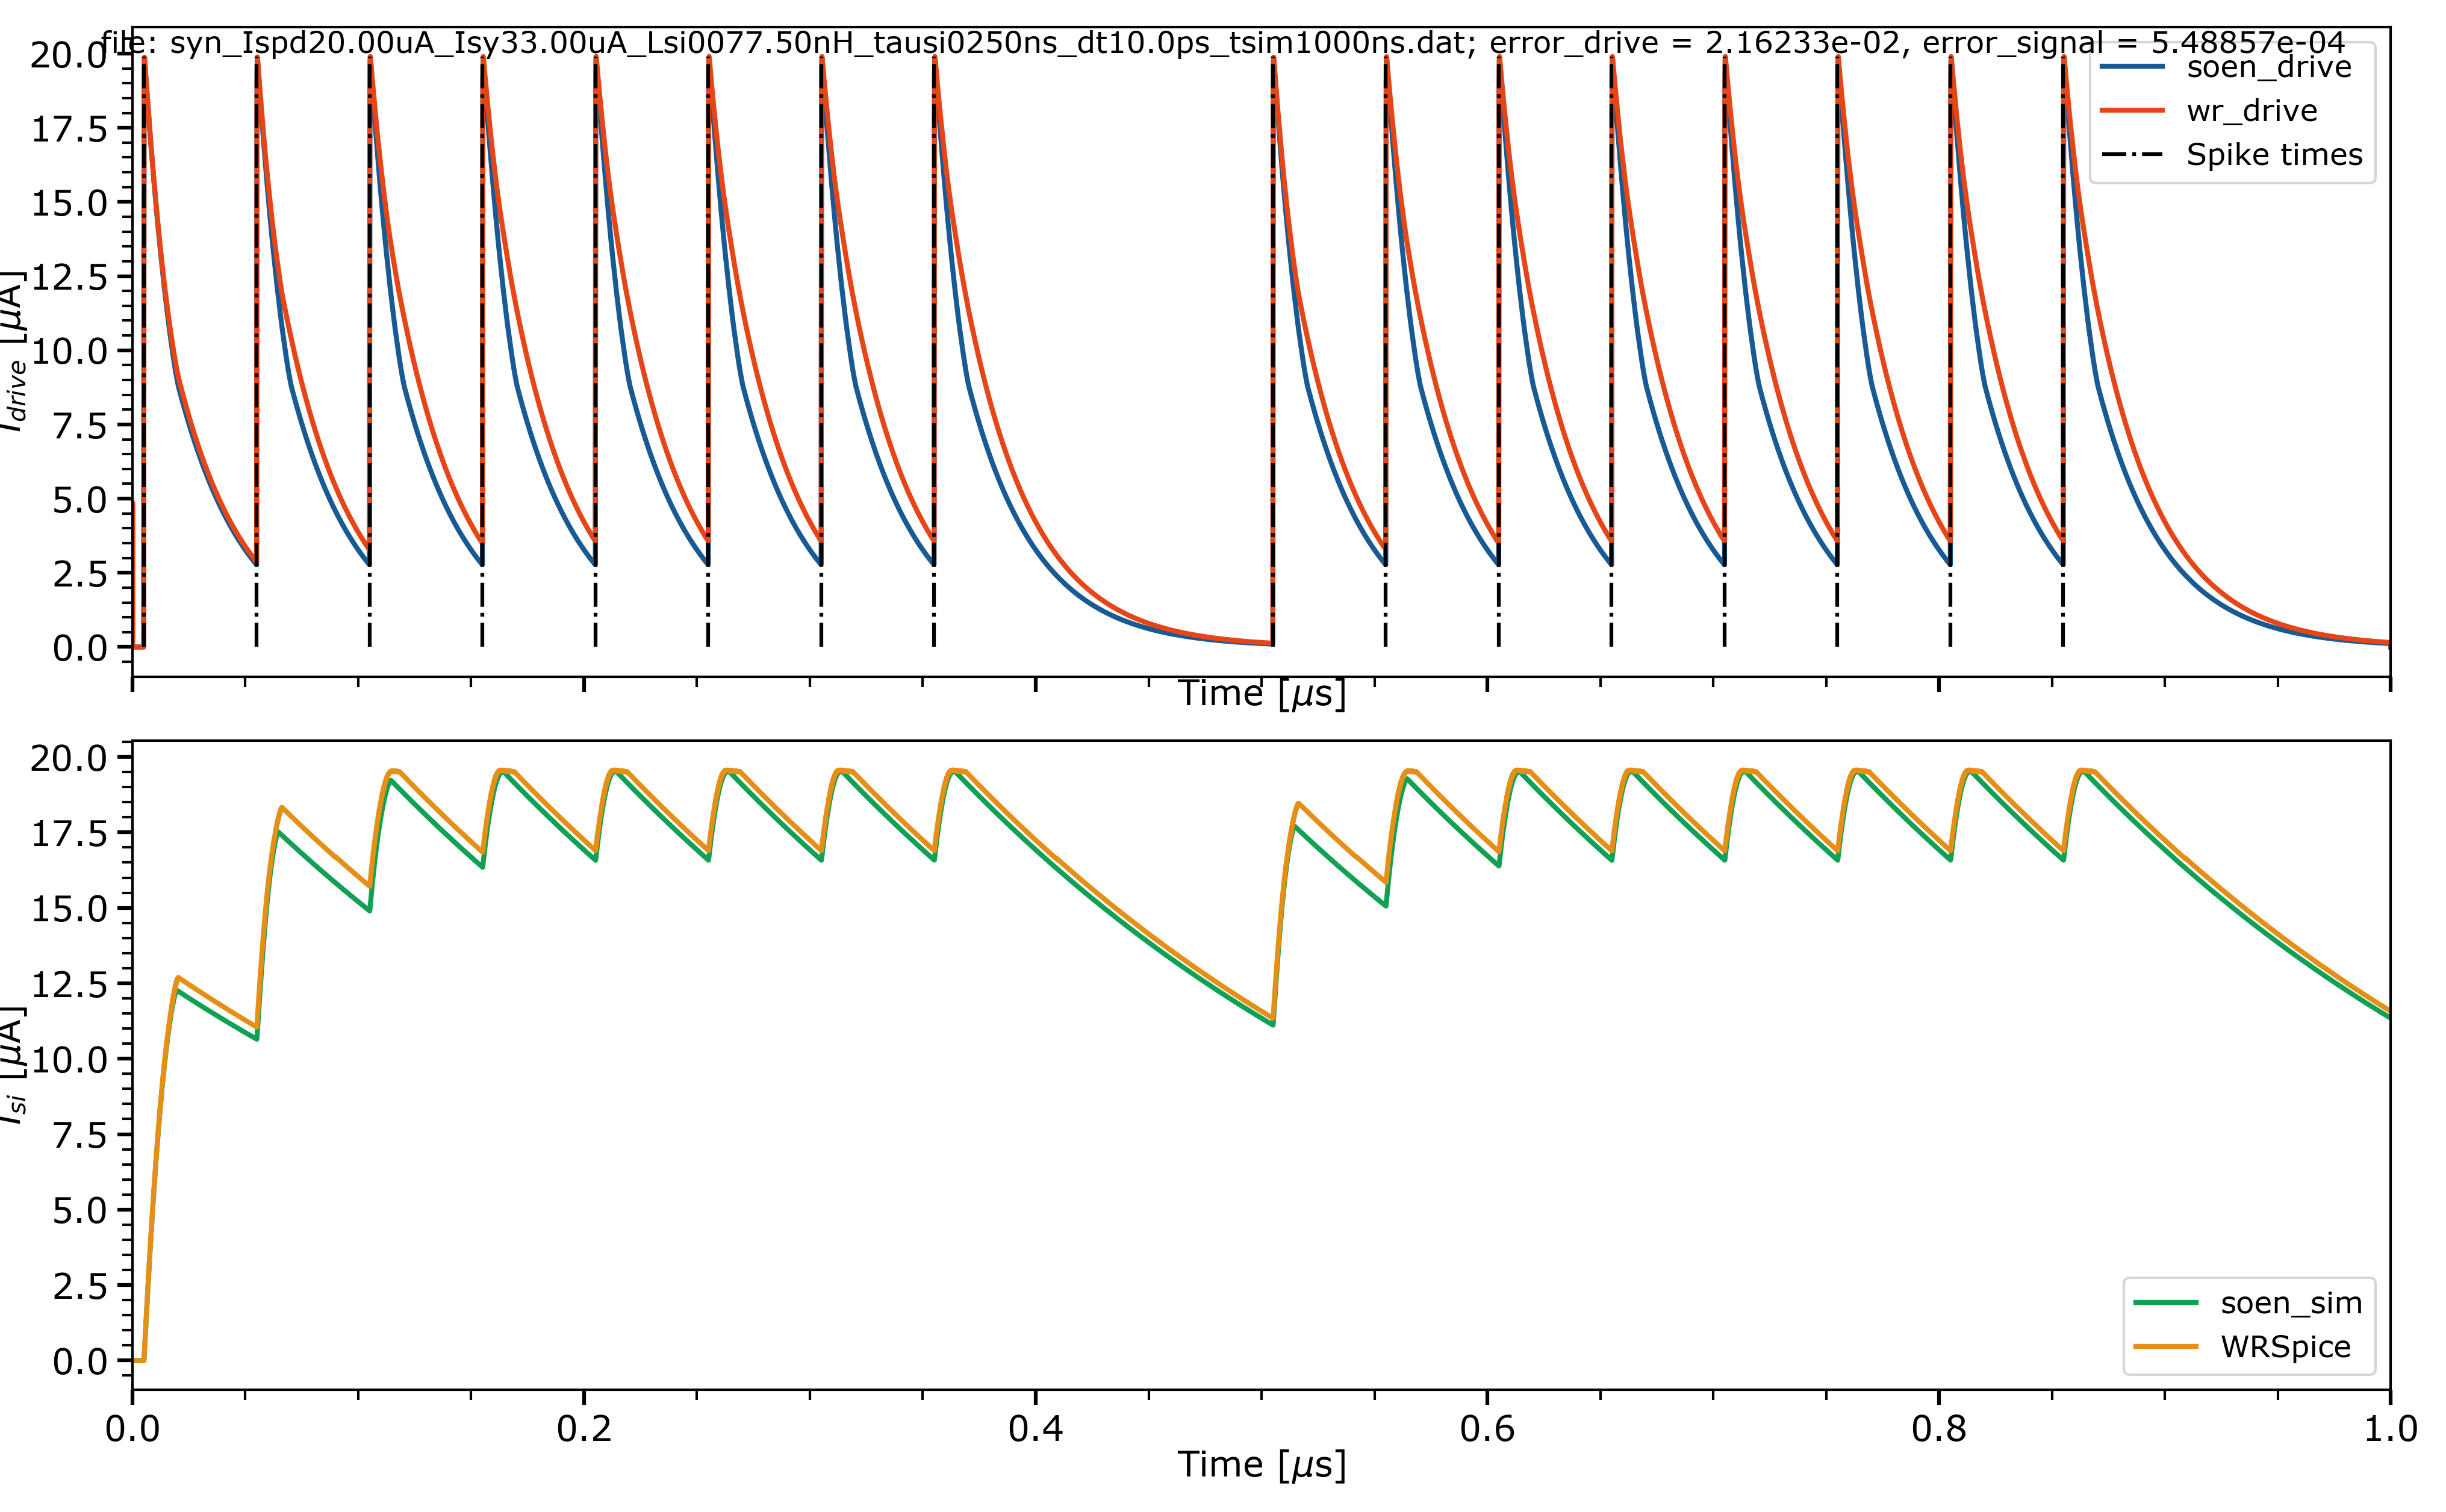 file: syn_Ispd20.00uA_Isy33.00uA_Lsi0077.50nH_tausi0250ns_dt10.0ps_tsim1000ns.dat; error_drive = 2.16233e-02, error_signal = 5.48857e-04
20.0
17.5
15.0
12.5
10.0
7.5
5.0
2.5
0.0
I_drive [μA]
soen_drive
wr_drive
Spike times
Time [μs]
20.0
17.5
15.0
12.5
10.0
7.5
5.0
2.5
0.0
I_si [μA]
soen_sim
WRSpice
0.0 0.2 0.4 0.6 0.8 1.0
Time [μs]